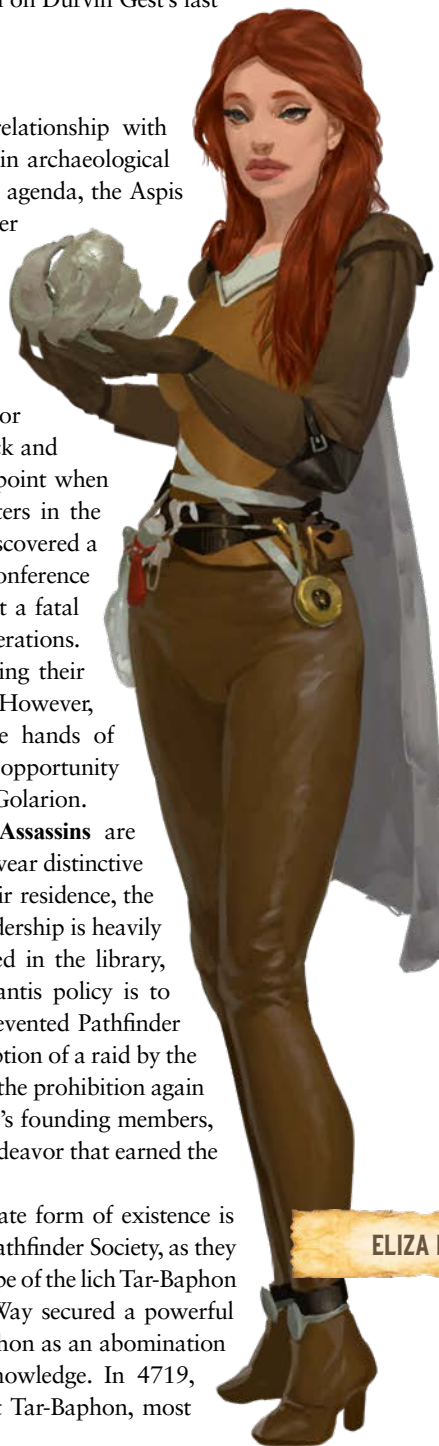 on Durvin Gest's last
relationship with
in archaeological
agenda, the Aspis
er
or
ck and
point when
ters in the
scovered a
onference
t a fatal
erations.
ing their
However,
e hands of
opportunity
Golarion.
Assassins are
wear distinctive
ir residence, the
dership is heavily
ed in the library,
antis policy is to
evented Pathfinder
ption of a raid by the
the prohibition again
's founding members,
deavor that earned the
ate form of existence is
athfinder Society, as they
pe of the lich Tar-Baphon
Way secured a powerful
phon as an abomination
nowledge. In 4719,
t Tar-Baphon, most
ELIZA